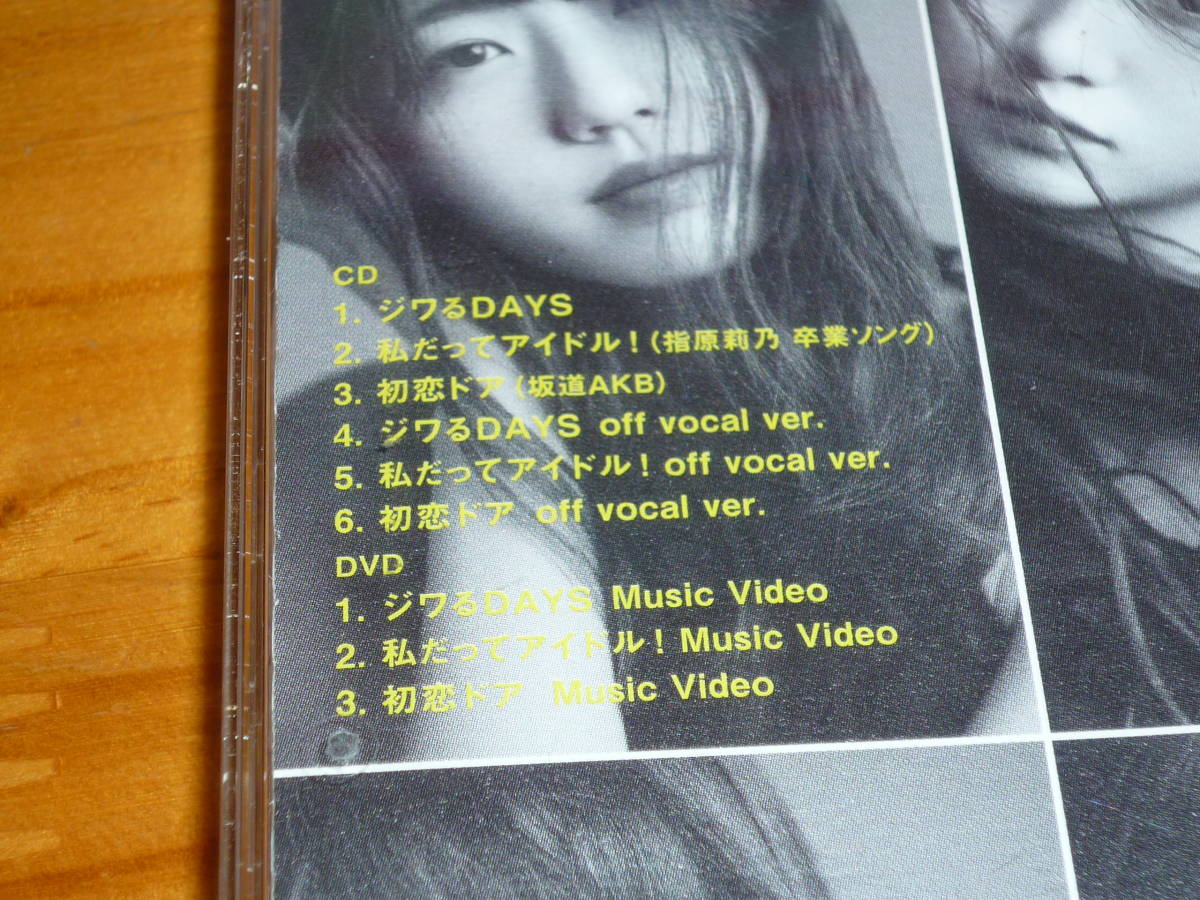 CD
1. ジワるDAYS
2. 私だってアイドル！(指原莉乃 卒業ソング)
3. 初恋ドア (坂道AKB)
4. ジワるDAYS off vocal ver.
5. 私だってアイドル！off vocal ver.
6. 初恋ドア off vocal ver.
DVD
1. ジワるDAYS Music Video
2. 私だってアイドル！Music Video
3. 初恋ドア Music Video